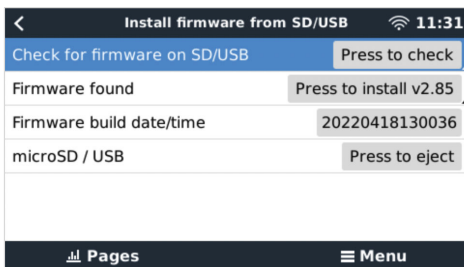 Install firmware from SD/USB 11:31
Check for firmware on SD/USB Press to check
Firmware found Press to install v2.85
Firmware build date/time 20220418130036
microSD / USB Press to eject
Pages Menu